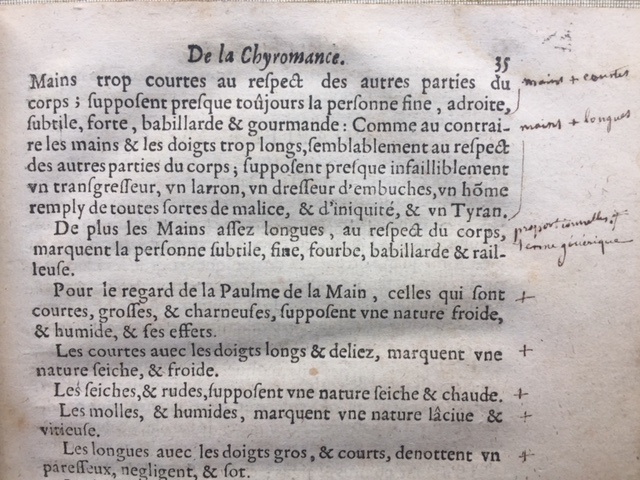 De la Chyromance. 35
Mains trop courtes au reſpect des autres parties du
corps ; ſuppoſent preſque toûjours la perſonne fine , adroite,
ſubtile, forte , babillarde & gourmande : Comme au contrai-
re les mains & les doigts trop longs,ſemblablement au reſpect
des autres parties du corps ; ſuppoſent preſque infailliblement
vn tranſgreſſeur, vn larron, vn dreſſeur d'embuches,vn hõme
remply de toutes ſortes de malice, & d'iniquité, & vn Tyran.
De plus les Mains aſſez longues , au reſpect du corps,
marquent la perſonne ſubtile, fine, fourbe, babillarde & rail-
leuſe.
Pour le regard de la Paulme de la Main , celles qui ſont
courtes, groſſes, & charneuſes, ſuppoſent vne nature froide,
& humide, & ſes effets.
Les courtes auec les doigts longs & deliez, marquent vne
nature ſeiche, & froide.
Les ſeiches,& rudes,ſuppoſent vne nature ſeiche & chaude.
Les molles, & humides, marquent vne nature lâciue &
vitieuſe.
Les longues auec les doigts gros , & courts, denottent vn
pareſſeux, negligent, & ſot.
mains + courtes
mains + longues
proportionnelles et
+
+
+
+
+